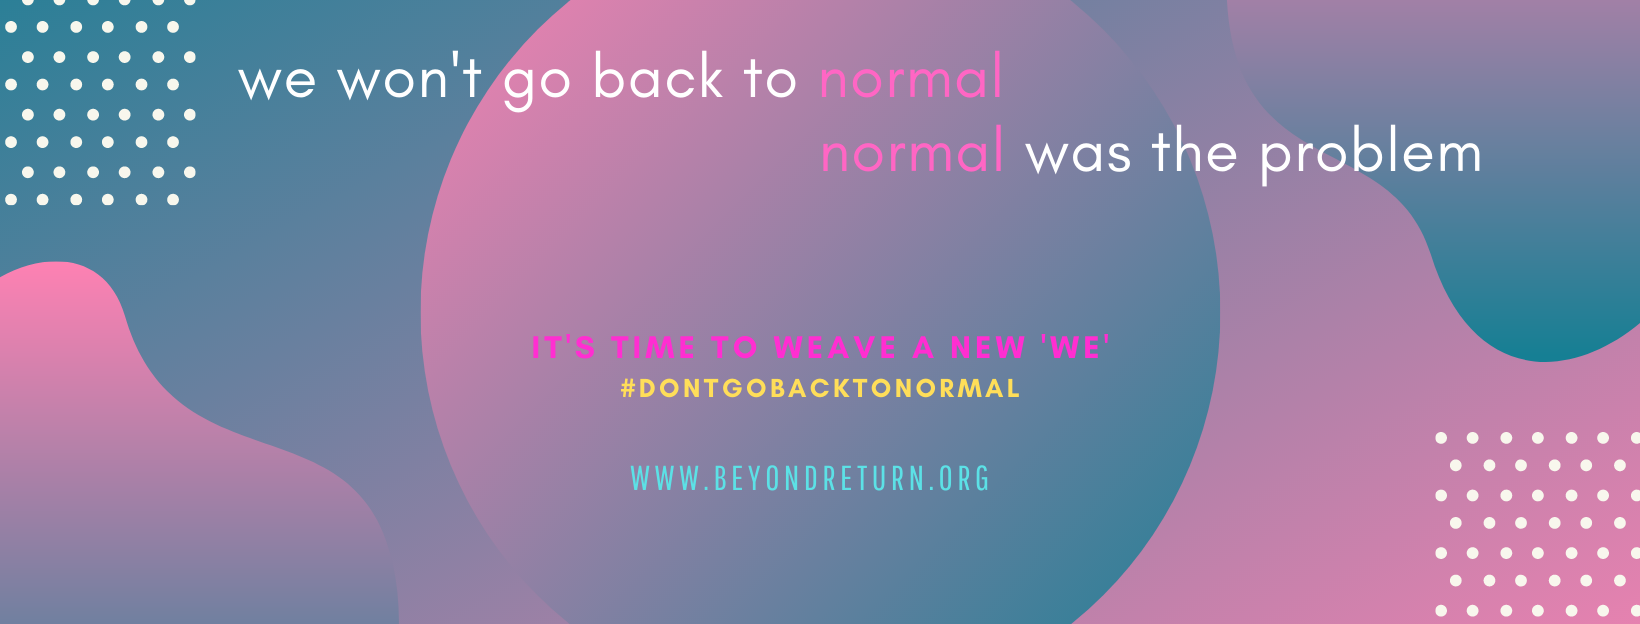 we won't go back to normal
normal was the problem
IT'S TIME TO WEAVE A NEW 'WE'
#DONTGOBACKTONORMAL
WWW.BEYONDRETURN.ORG